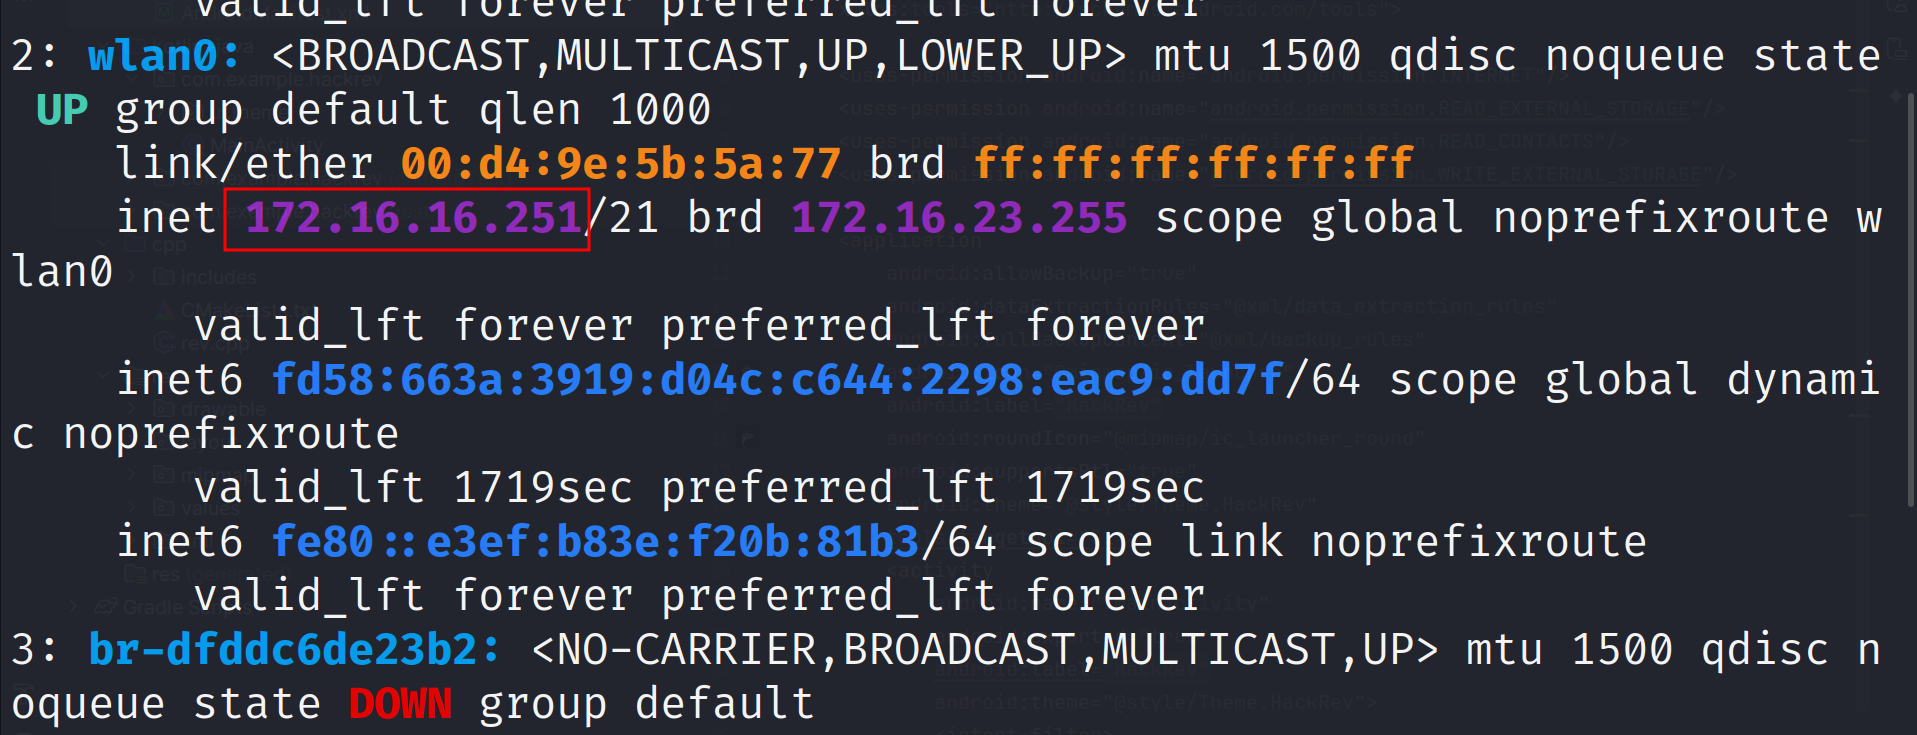 valid_lft forever preferred_lft forever
2: wlan0: <BROADCAST,MULTICAST,UP,LOWER_UP> mtu 1500 qdisc noqueue state
UP group default qlen 1000
link/ether 00:d4:9e:5b:5a:77 brd ff:ff:ff:ff:ff:ff
inet 172.16.16.251/21 brd 172.16.23.255 scope global noprefixroute w
lan0
valid_lft forever preferred_lft forever
inet6 fd58:663a:3919:d04c:c644:2298:eac9:dd7f/64 scope global dynami
c noprefixroute
valid_lft 1719sec preferred_lft 1719sec
inet6 fe80::e3ef:b83e:f20b:81b3/64 scope link noprefixroute
valid_lft forever preferred_lft forever
3: br-dfddc6de23b2: <NO-CARRIER,BROADCAST,MULTICAST,UP> mtu 1500 qdisc n
oqueue state DOWN group default